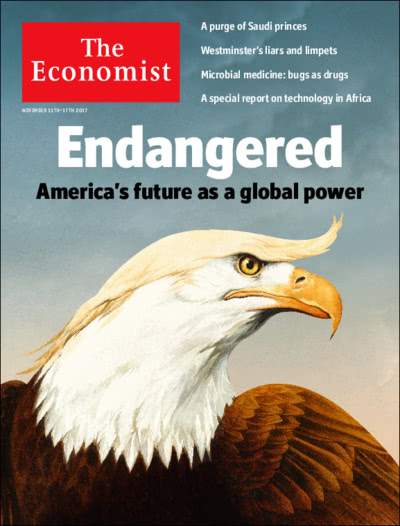 The
Economist
A purge of Saudi princes
Westminster's liars and limpets
Microbial medicine: bugs as drugs
A special report on technology in Africa
NOVEMBER 11TH–17TH 2017
Endangered
America's future as a global power